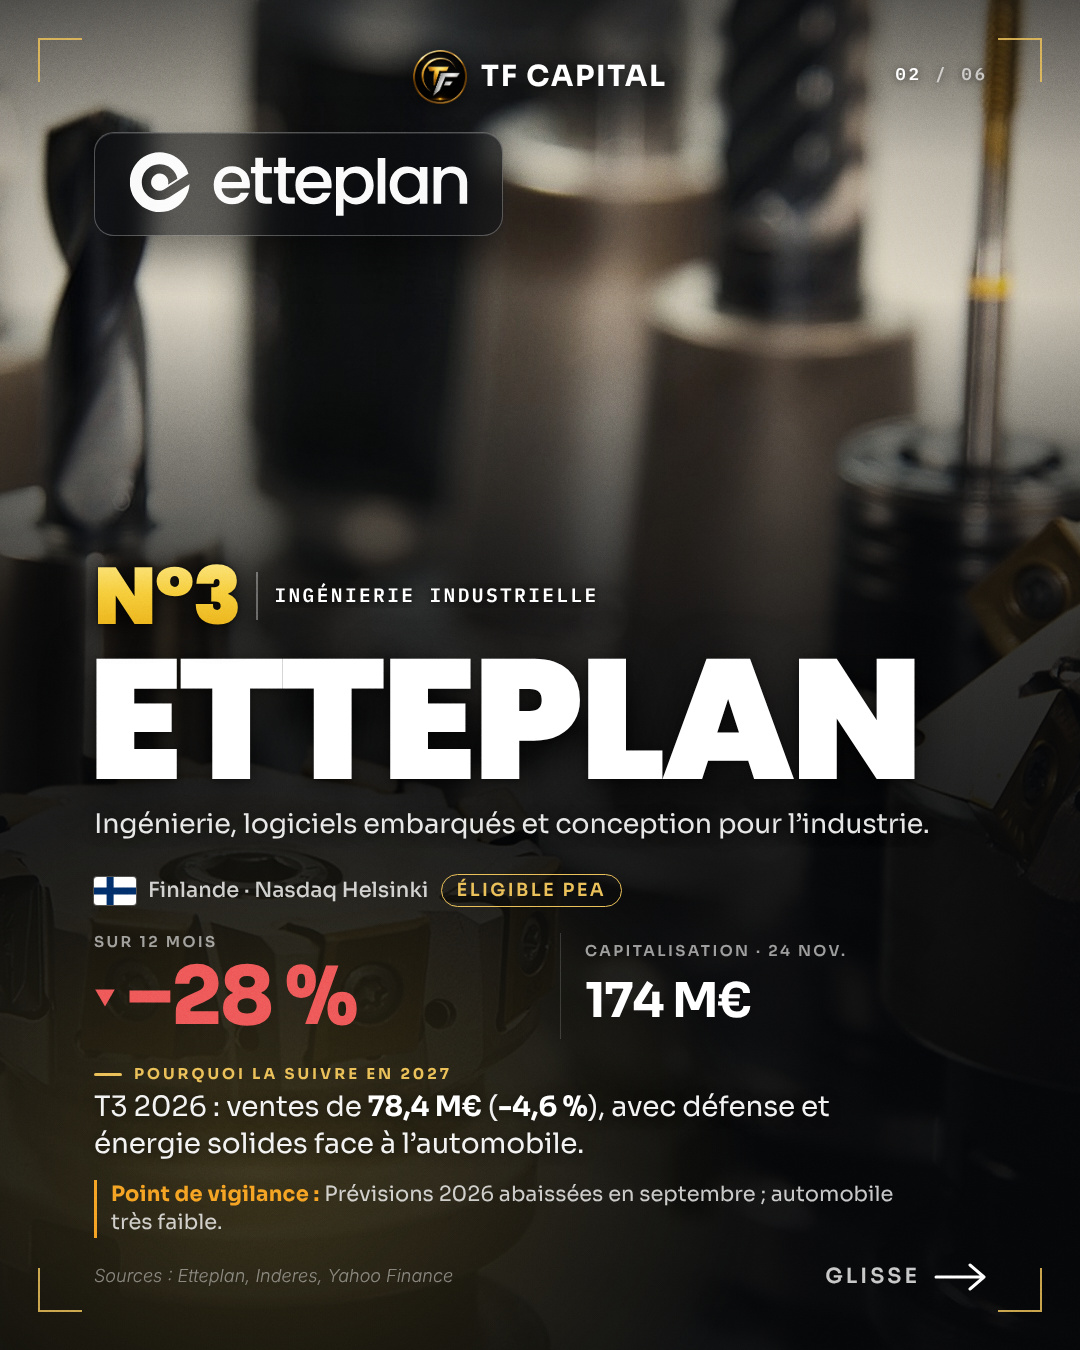 TF CAPITAL
02 / 06
etteplan
Nº3
INGÉNIERIE INDUSTRIELLE
ETTEPLAN
Ingénierie, logiciels embarqués et conception pour l’industrie.
Finlande · Nasdaq Helsinki
ÉLIGIBLE PEA
SUR 12 MOIS
▼ −28 %
CAPITALISATION · 24 NOV.
174 M€
POURQUOI LA SUIVRE EN 2027
T3 2026 : ventes de 78,4 M€ (−4,6 %), avec défense et
énergie solides face à l’automobile.
Point de vigilance : Prévisions 2026 abaissées en septembre ; automobile
très faible.
Sources : Etteplan, Inderes, Yahoo Finance
GLISSE →